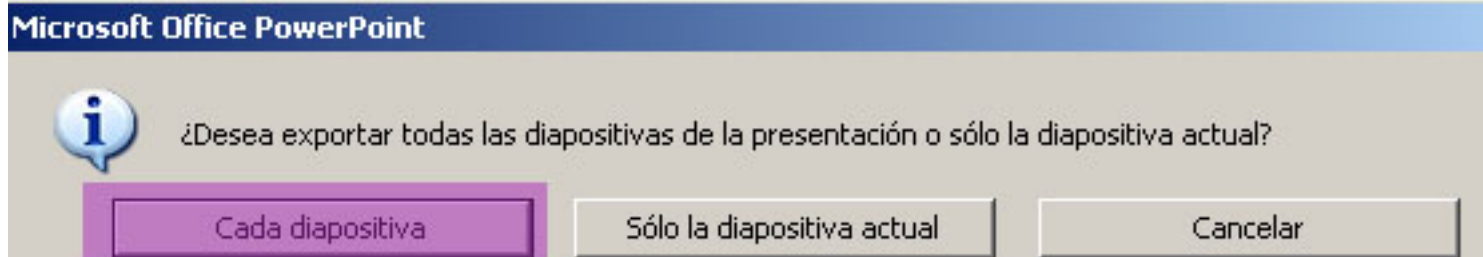 Microsoft Office PowerPoint
¿Desea exportar todas las diapositivas de la presentación o sólo la diapositiva actual?
Cada diapositiva Sólo la diapositiva actual Cancelar